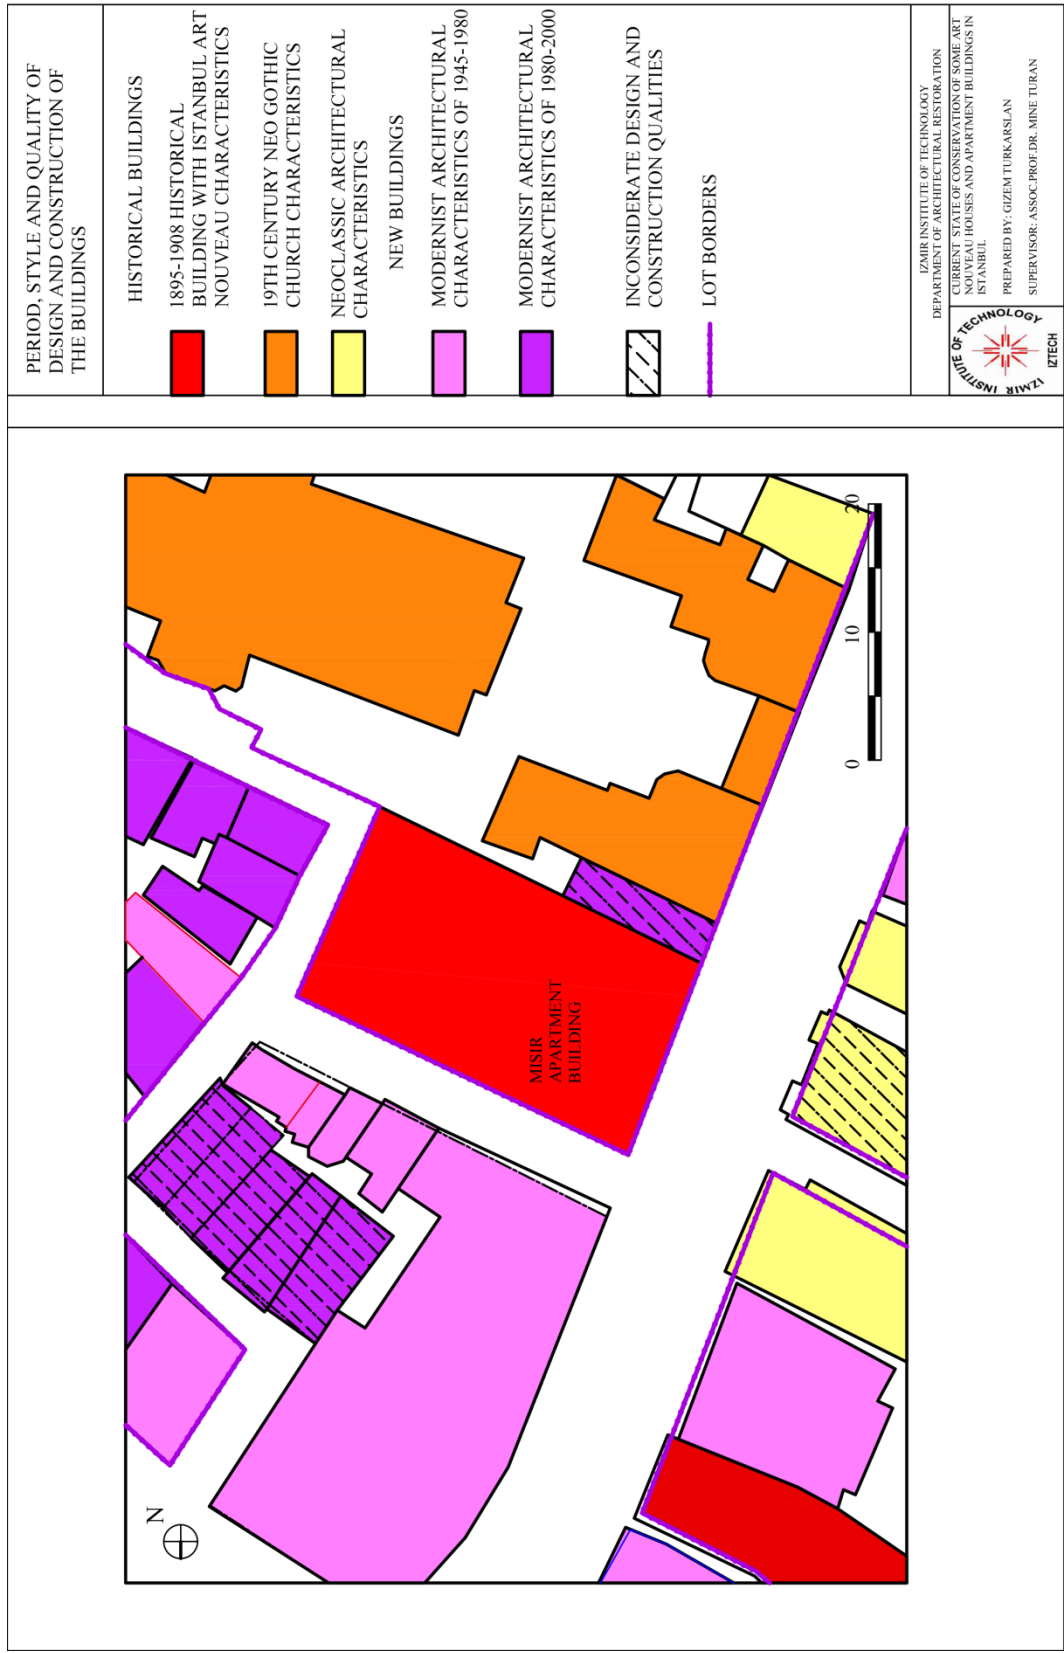 PERIOD, STYLE AND QUALITY OF
DESIGN AND CONSTRUCTION OF
THE BUILDINGS
HISTORICAL BUILDINGS
1895-1908 HISTORICAL
BUILDING WITH ISTANBUL ART
NOUVEAU CHARACTERISTICS
19TH CENTURY NEO GOTHIC
CHURCH CHARACTERISTICS
NEOCLASSIC ARCHITECTURAL
CHARACTERISTICS
NEW BUILDINGS
MODERNIST ARCHITECTURAL
CHARACTERISTICS OF 1945-1980
MODERNIST ARCHITECTURAL
CHARACTERISTICS OF 1980-2000
INCONSIDERATE DESIGN AND
CONSTRUCTION QUALITIES
LOT BORDERS
IZMIR INSTITUTE OF TECHNOLOGY
DEPARTMENT OF ARCHITECTURAL RESTORATION
CURRENT STATE OF CONSERVATION OF SOME ART
NOUVEAU HOUSES AND APARTMENT BUILDINGS IN
ISTANBUL
PREPARED BY: GIZEM TURKARSLAN
SUPERVISOR: ASSOC.PROF.DR. MINE TURAN
IZMIR INSTITUTE OF TECHNOLOGY
IZTECH
N
MISIR
APARTMENT
BUILDING
0 10 20